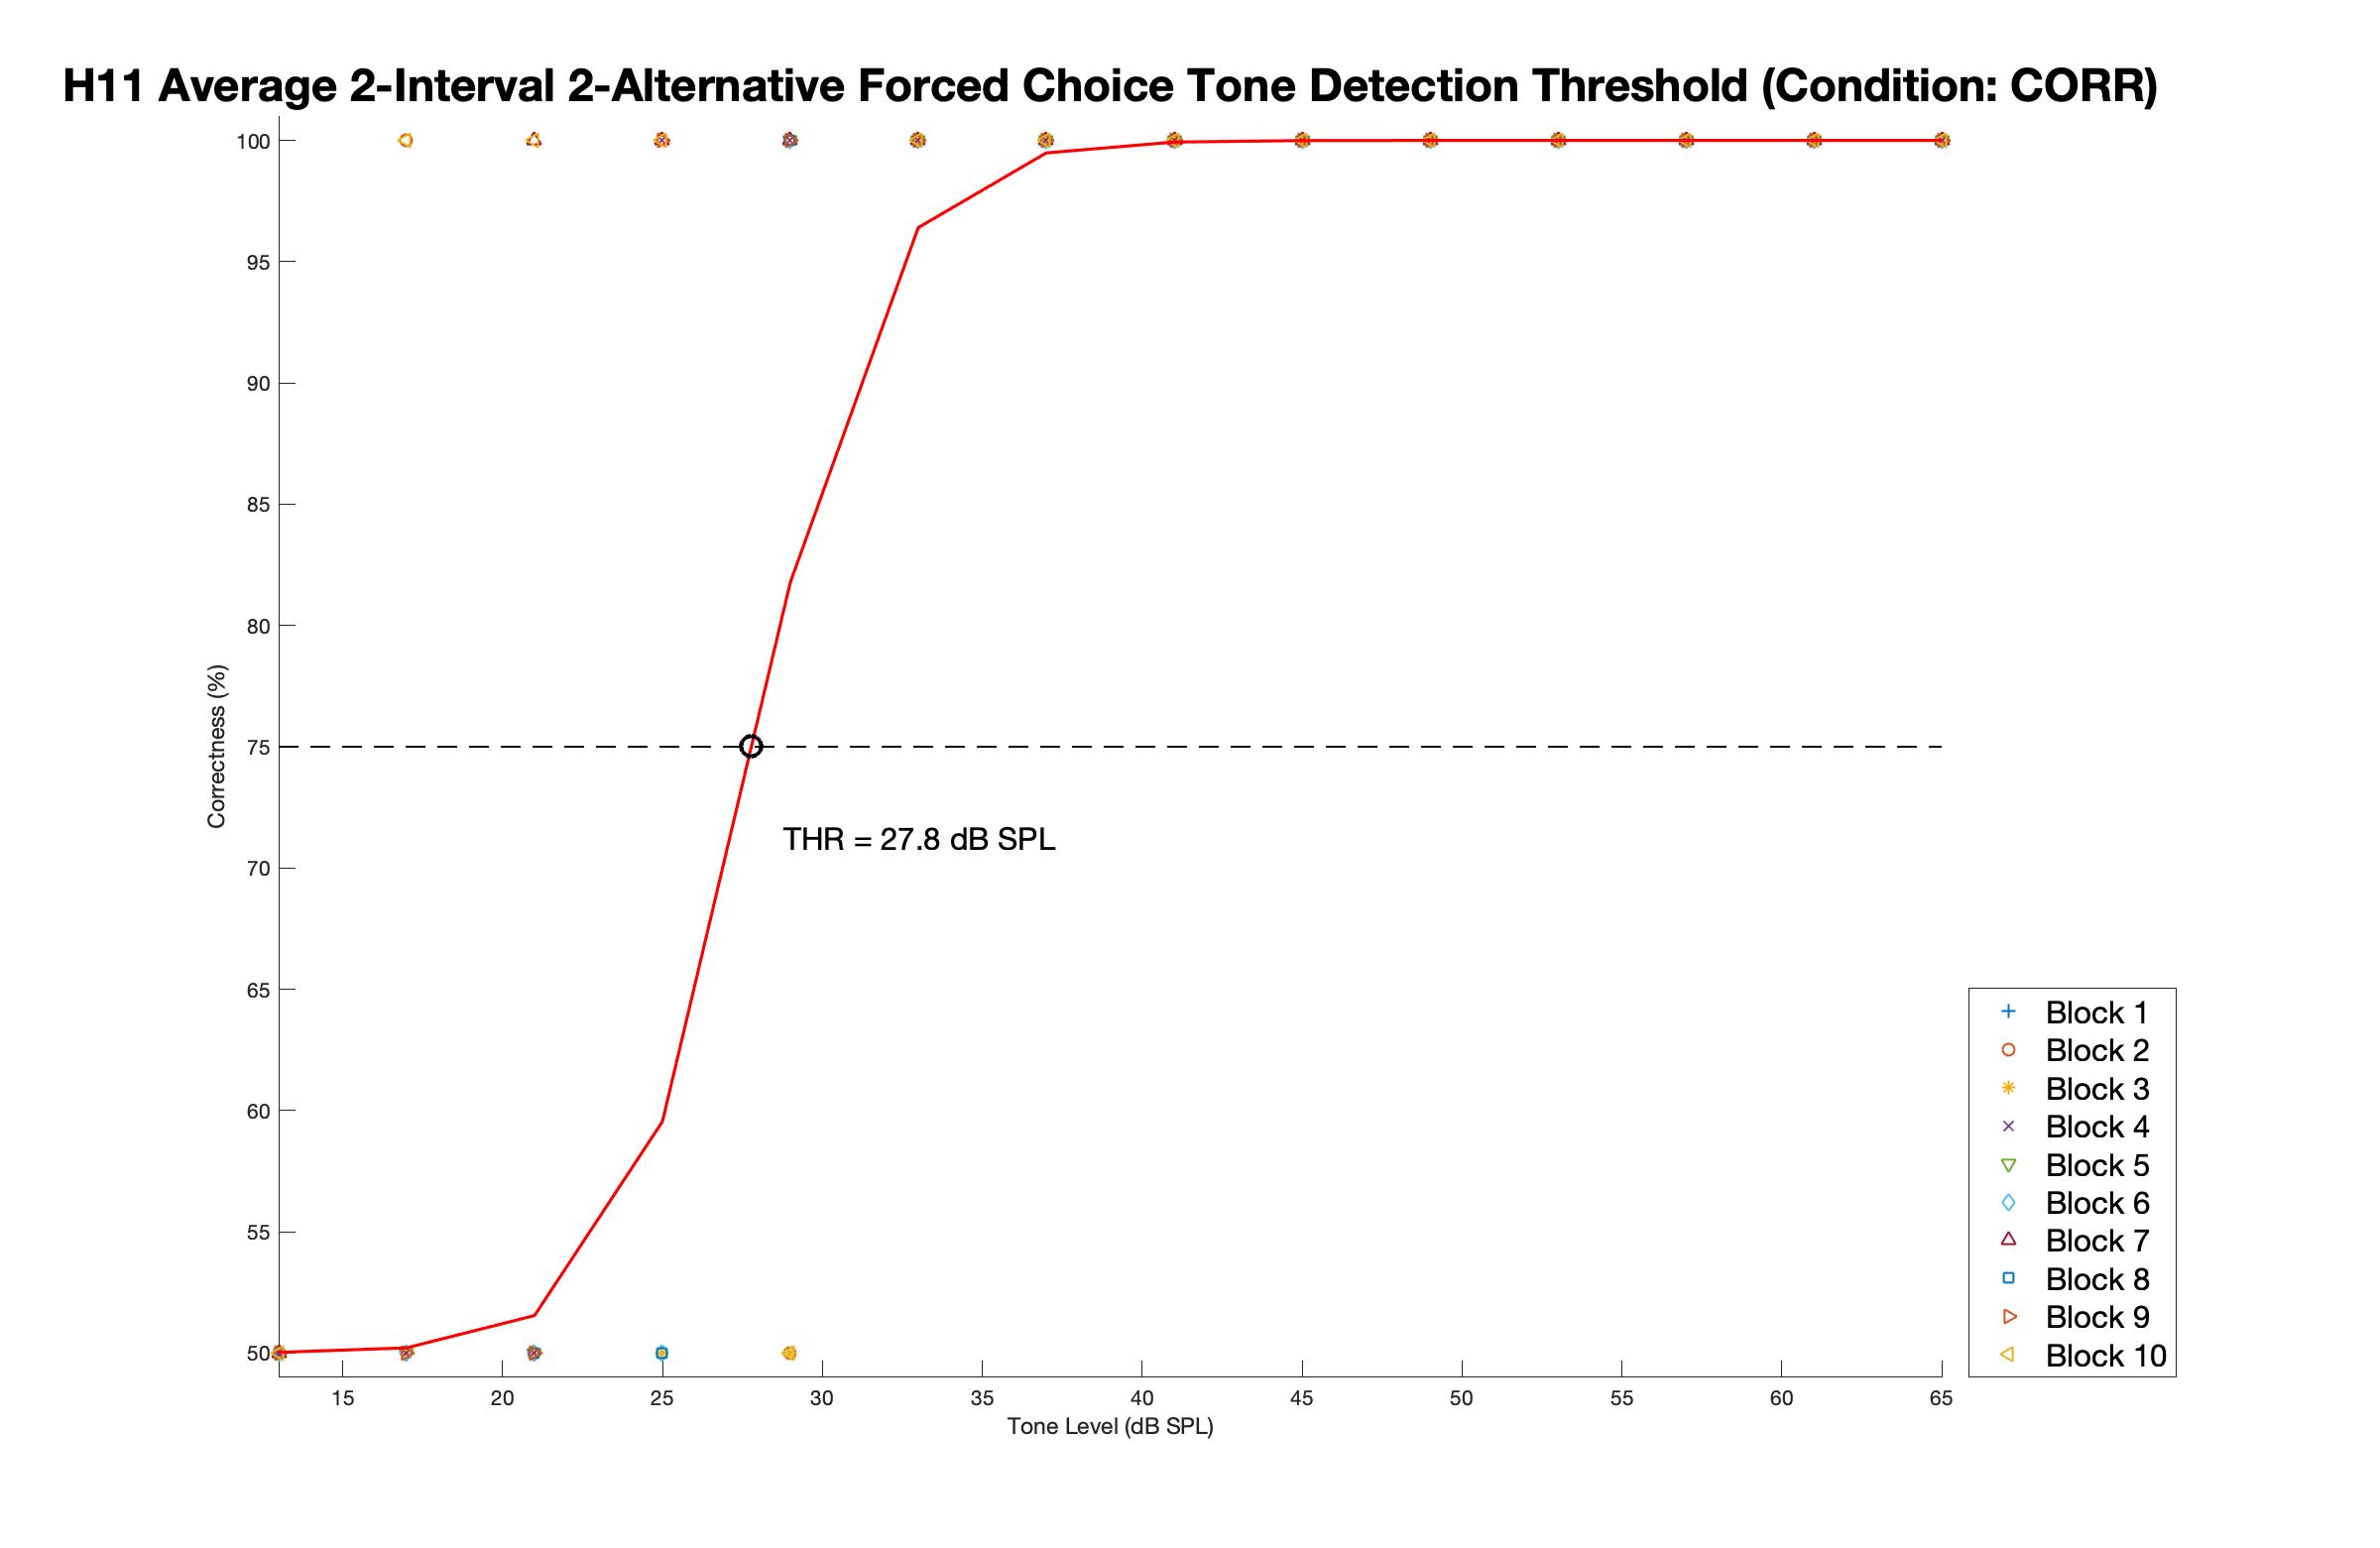 H11 Average 2-Interval 2-Alternative Forced Choice Tone Detection Threshold (Condition: CORR)
100
95
90
85
80
75
70
65
60
55
50
Correctness (%)
THR = 27.8 dB SPL
15 20 25 30 35 40 45 50 55 60 65
Tone Level (dB SPL)
Block 1
Block 2
Block 3
Block 4
Block 5
Block 6
Block 7
Block 8
Block 9
Block 10